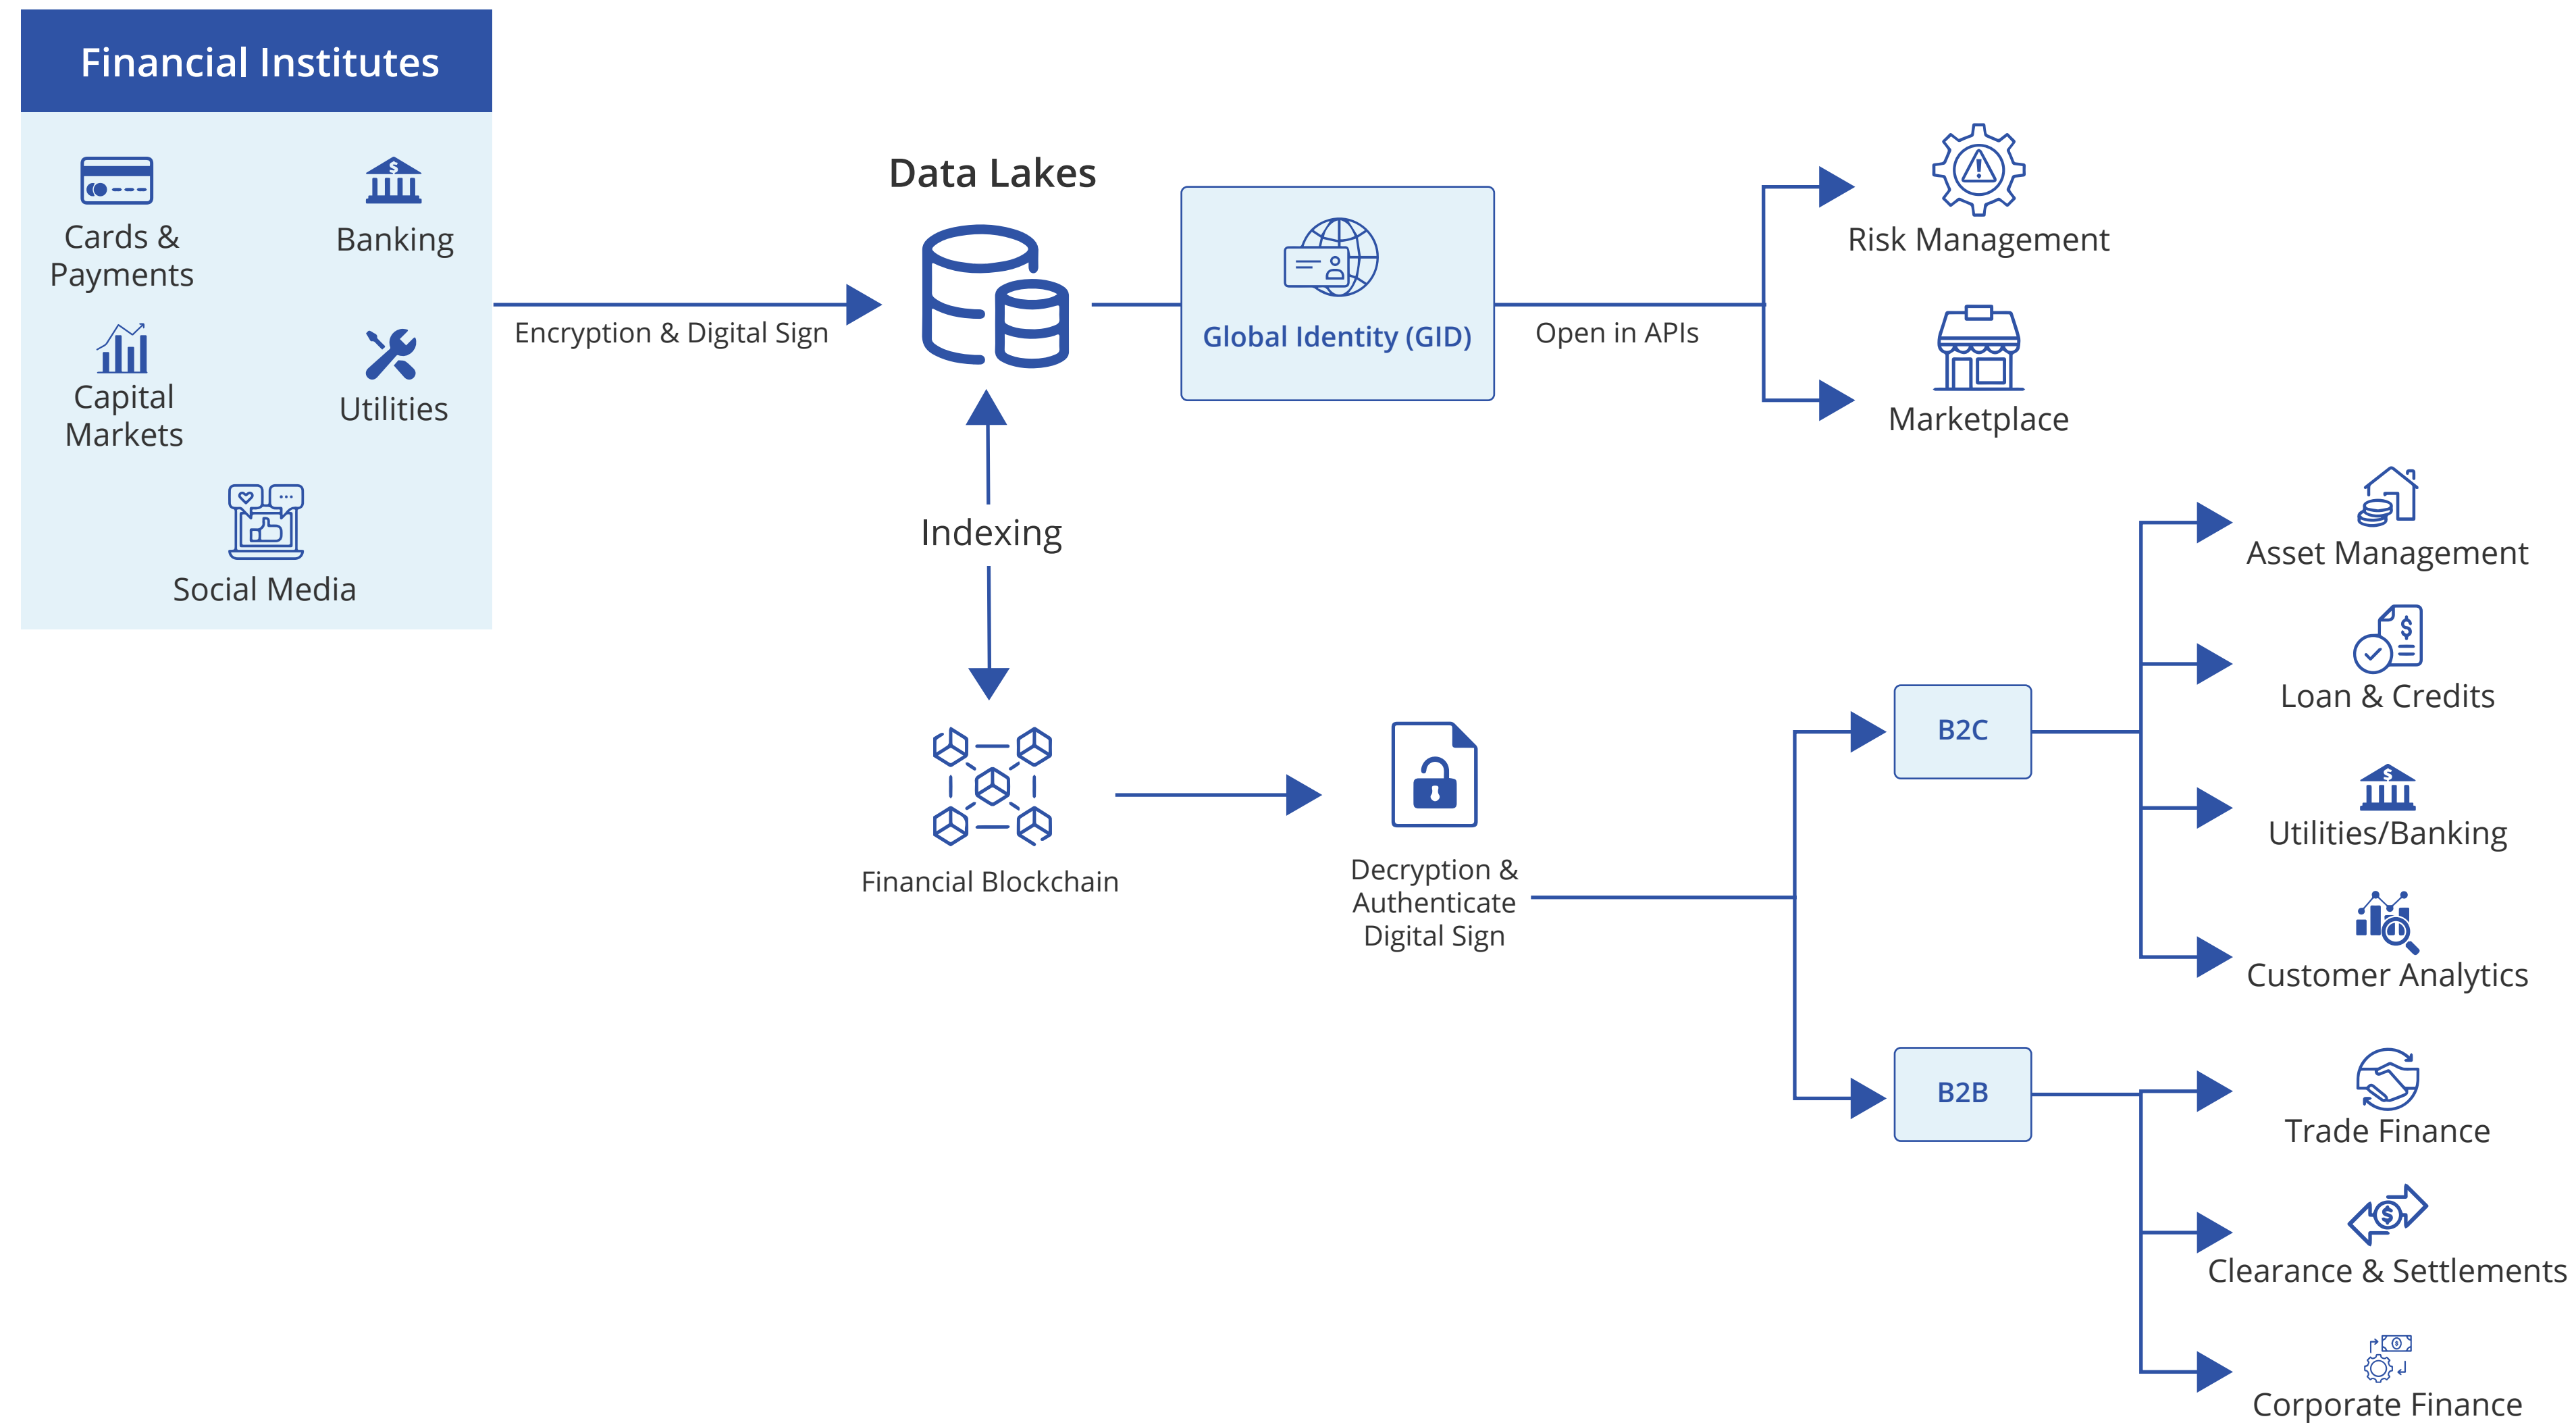 Financial Institutes
Cards &
Payments
Banking
Capital
Markets
Utilities
Social Media
Encryption & Digital Sign
Data Lakes
Global Identity (GID)
Open in APIs
Risk Management
Marketplace
Indexing
Financial Blockchain
Decryption &
Authenticate
Digital Sign
B2C
Asset Management
Loan & Credits
Utilities/Banking
Customer Analytics
B2B
Trade Finance
Clearance & Settlements
Corporate Finance